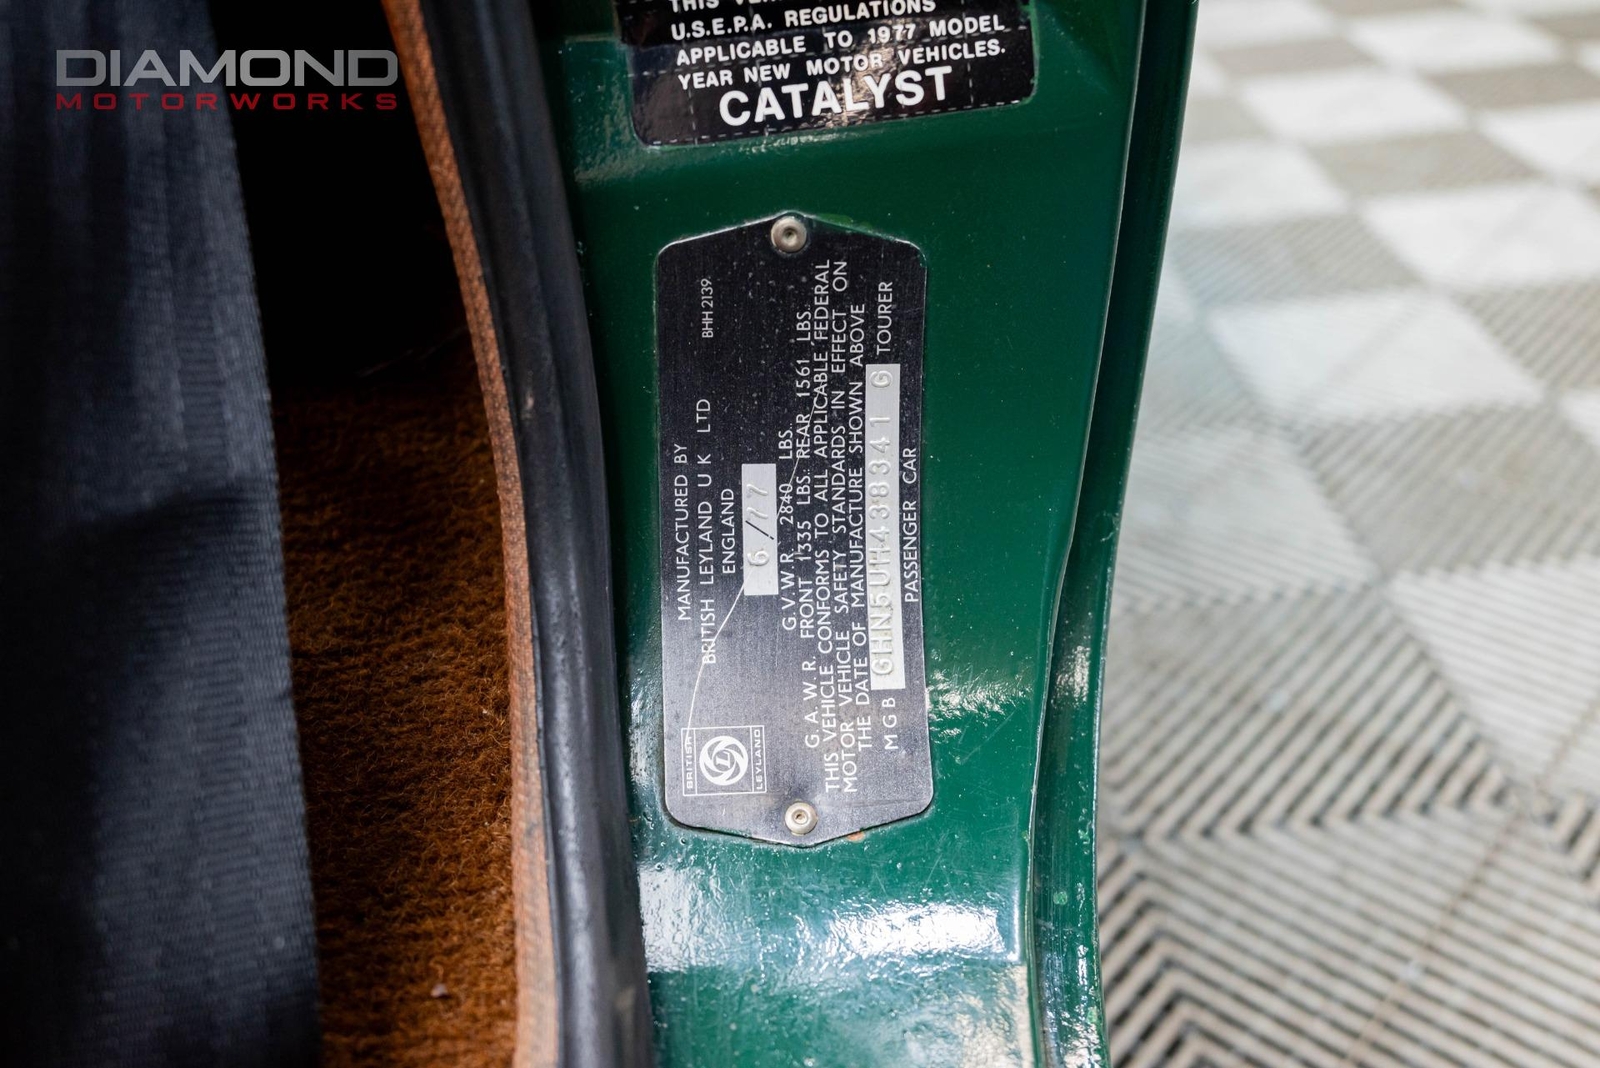 DIAMOND
MOTORWORKS
U.S.E.P.A. REGULATIONS
APPLICABLE TO 1977 MODEL
YEAR NEW MOTOR VEHICLES.
CATALYST
BHH 2139
MANUFACTURED BY
BRITISH LEYLAND U K LTD
ENGLAND
6/77
G.V.W.R. 2840 LBS.
G.A.W.R. FRONT 1335 LBS. REAR 1561 LBS.
THIS VEHICLE CONFORMS TO ALL APPLICABLE FEDERAL
MOTOR VEHICLE SAFETY STANDARDS IN EFFECT ON
THE DATE OF MANUFACTURE SHOWN ABOVE
MGB GHN5UH438341 G TOURER
PASSENGER CAR
BRITISH
LEYLAND